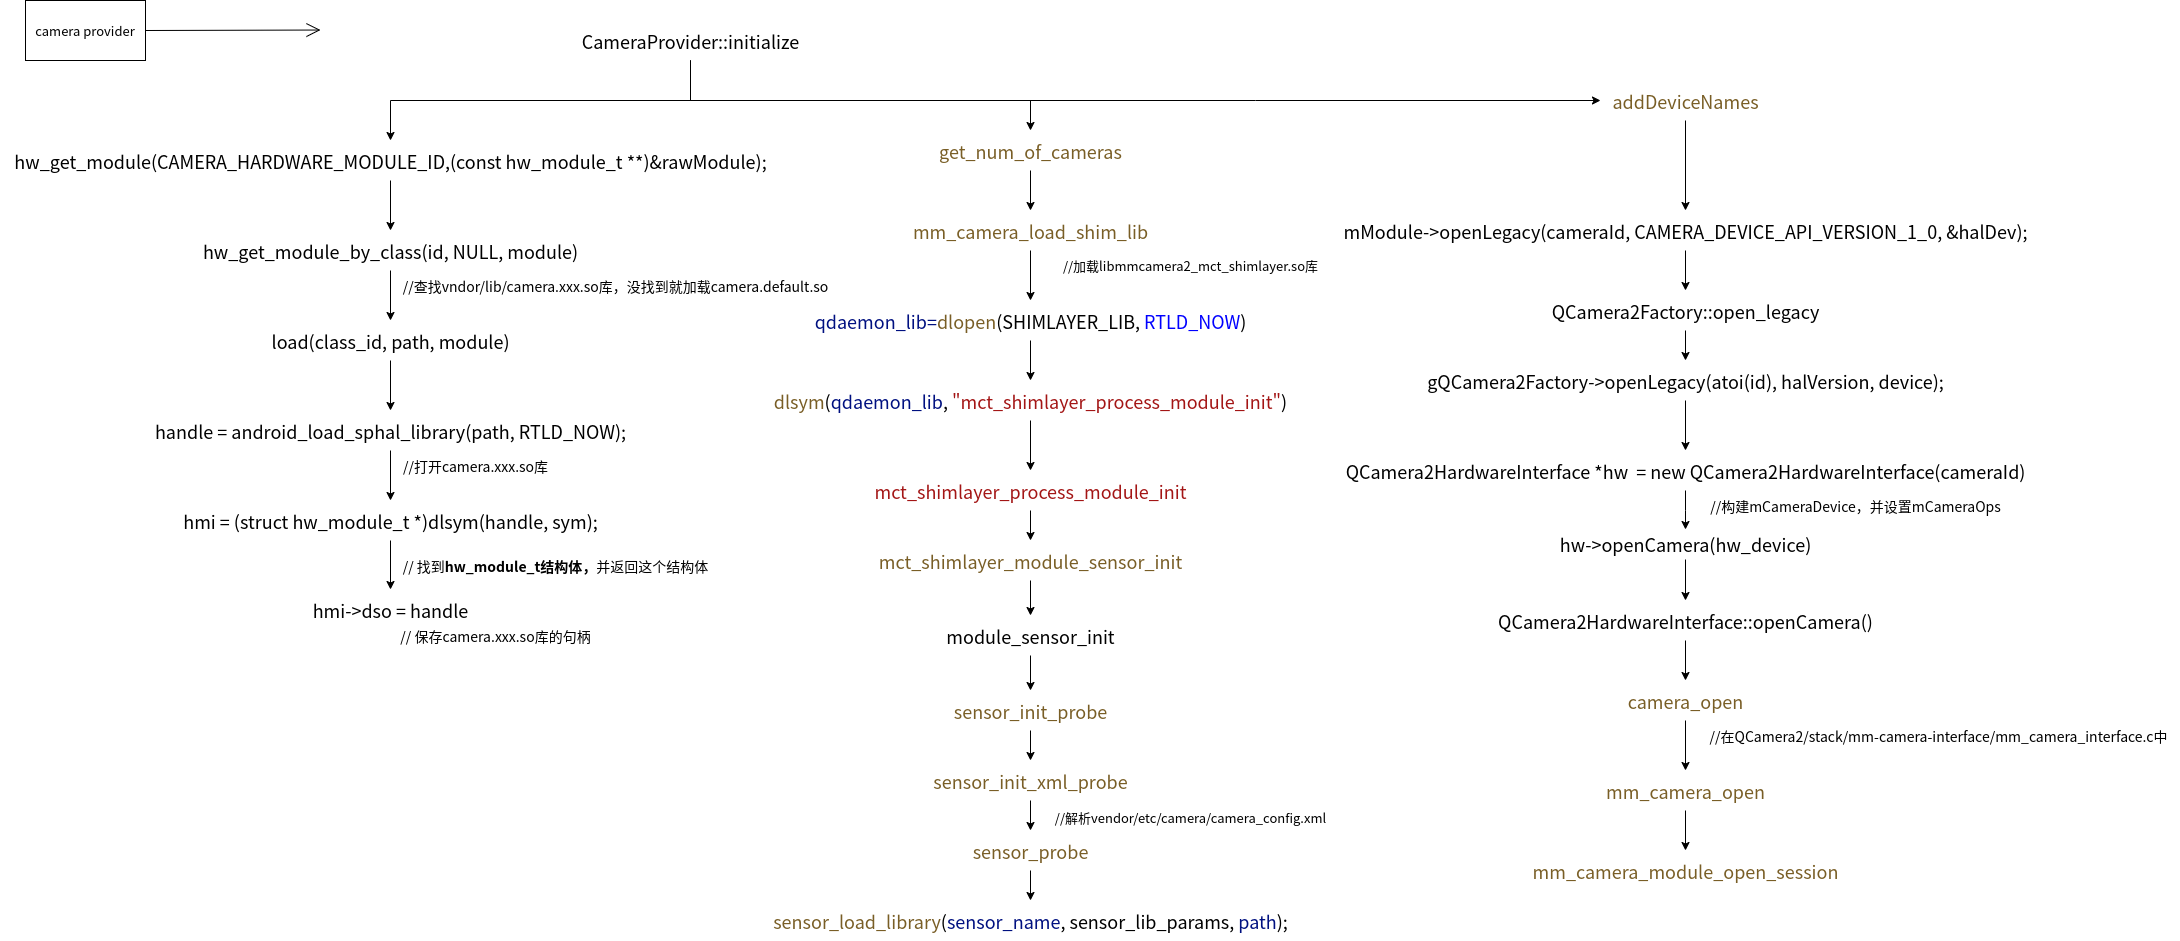 camera provider
CameraProvider::initialize
hw_get_module(CAMERA_HARDWARE_MODULE_ID,(const hw_module_t **)&rawModule);
hw_get_module_by_class(id, NULL, module)
//查找vndor/lib/camera.xxx.so库，没找到就加载camera.default.so
load(class_id, path, module)
handle = android_load_sphal_library(path, RTLD_NOW);
//打开camera.xxx.so库
hmi = (struct hw_module_t *)dlsym(handle, sym);
// 找到hw_module_t结构体，并返回这个结构体
hmi->dso = handle
// 保存camera.xxx.so库的句柄
get_num_of_cameras
mm_camera_load_shim_lib
//加载libmmcamera2_mct_shimlayer.so库
qdaemon_lib=dlopen(SHIMLAYER_LIB, RTLD_NOW)
dlsym(qdaemon_lib, "mct_shimlayer_process_module_init")
mct_shimlayer_process_module_init
mct_shimlayer_module_sensor_init
module_sensor_init
sensor_init_probe
sensor_init_xml_probe
//解析vendor/etc/camera/camera_config.xml
sensor_probe
sensor_load_library(sensor_name, sensor_lib_params, path);
addDeviceNames
mModule->openLegacy(cameraId, CAMERA_DEVICE_API_VERSION_1_0, &halDev);
QCamera2Factory::open_legacy
gQCamera2Factory->openLegacy(atoi(id), halVersion, device);
QCamera2HardwareInterface *hw  = new QCamera2HardwareInterface(cameraId)
//构建mCameraDevice，并设置mCameraOps
hw->openCamera(hw_device)
QCamera2HardwareInterface::openCamera()
camera_open
//在QCamera2/stack/mm-camera-interface/mm_camera_interface.c中
mm_camera_open
mm_camera_module_open_session